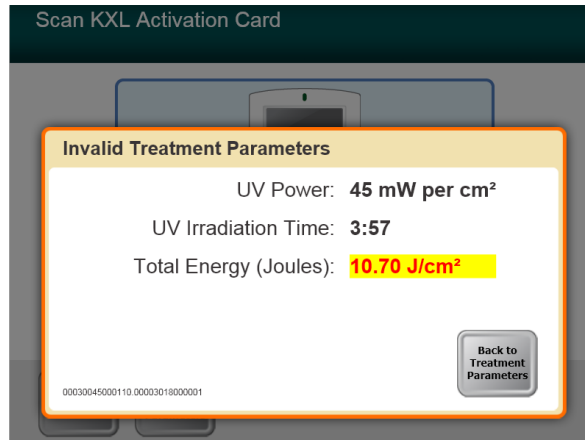 Scan KXL Activation Card
Invalid Treatment Parameters
UV Power: 45 mW per cm²
UV Irradiation Time: 3:57
Total Energy (Joules): 10.70 J/cm²
Back to
Treatment
Parameters
00030045000110.00003018000001